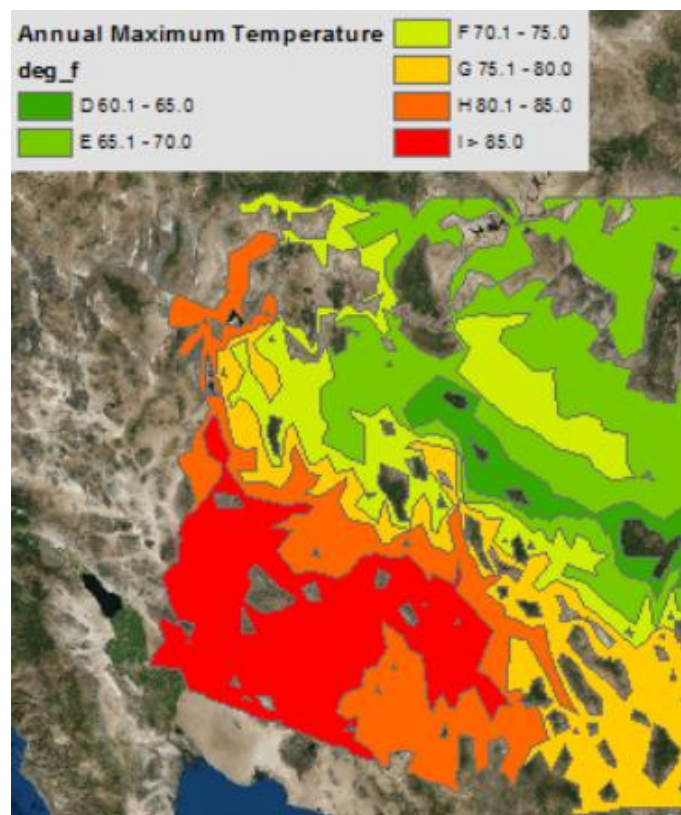 Annual Maximum Temperature
deg_f
D 60.1 - 65.0
E 65.1 - 70.0
F 70.1 - 75.0
G 75.1 - 80.0
H 80.1 - 85.0
I > 85.0